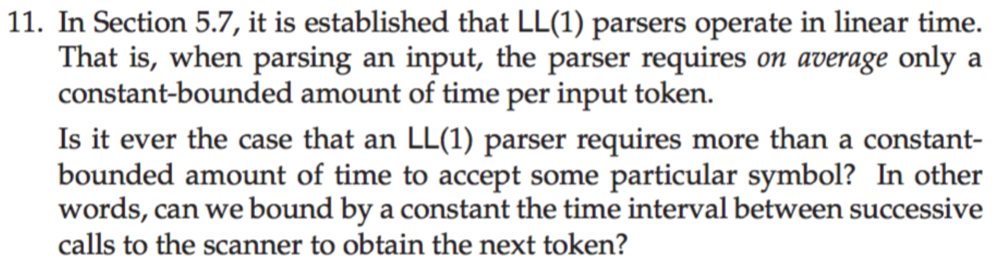 11. In Section 5.7, it is established that LL(1) parsers operate in linear time.
That is, when parsing an input, the parser requires on average only a
constant-bounded amount of time per input token.
Is it ever the case that an LL(1) parser requires more than a constant-
bounded amount of time to accept some particular symbol? In other
words, can we bound by a constant the time interval between successive
calls to the scanner to obtain the next token?